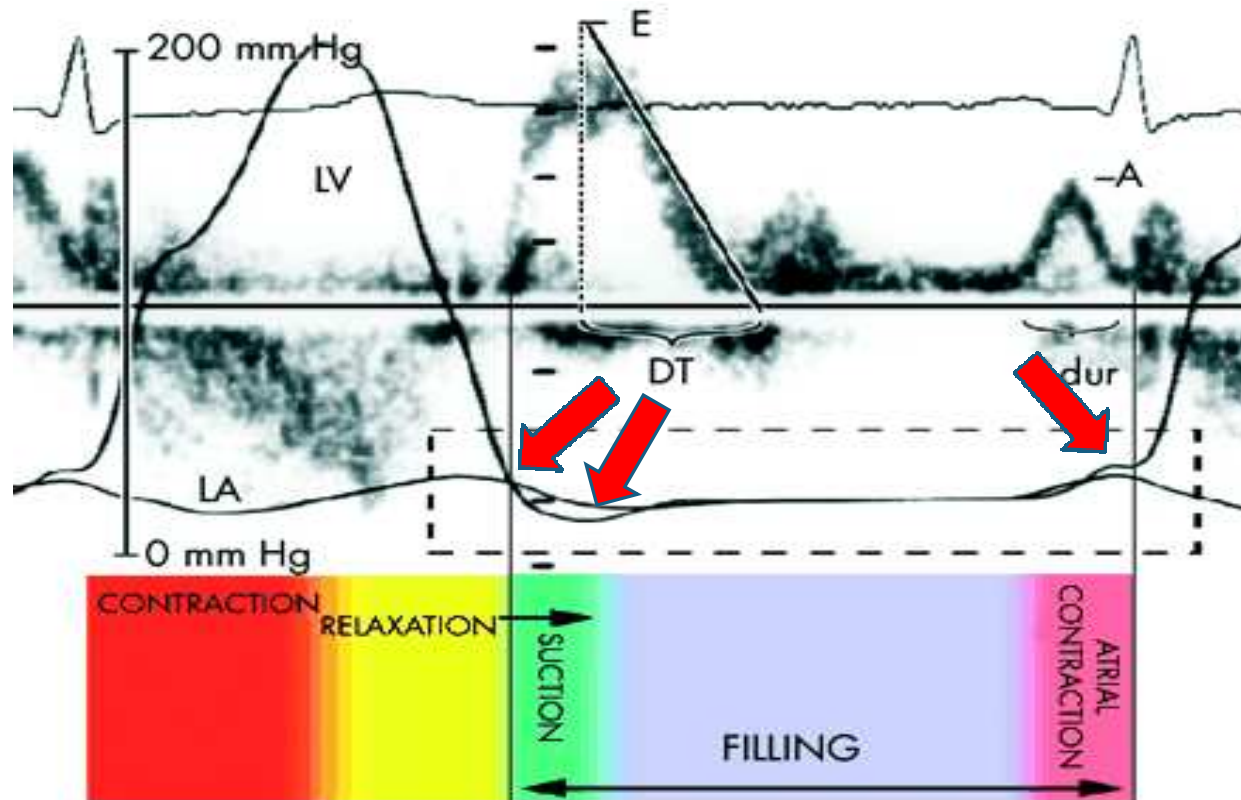 E
200 mm Hg
LV
–A
DT
dur
LA
0 mm Hg
CONTRACTION
RELAXATION
SUCTION
FILLING
ATRIAL
CONTRACTION